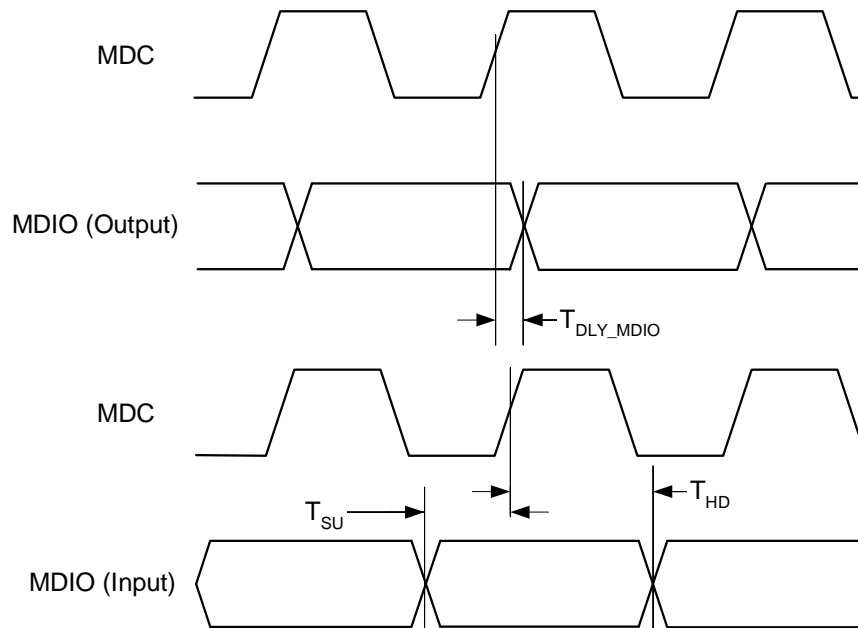 MDC
MDIO (Output)
T_DLY_MDIO
MDC
T_SU
T_HD
MDIO (Input)